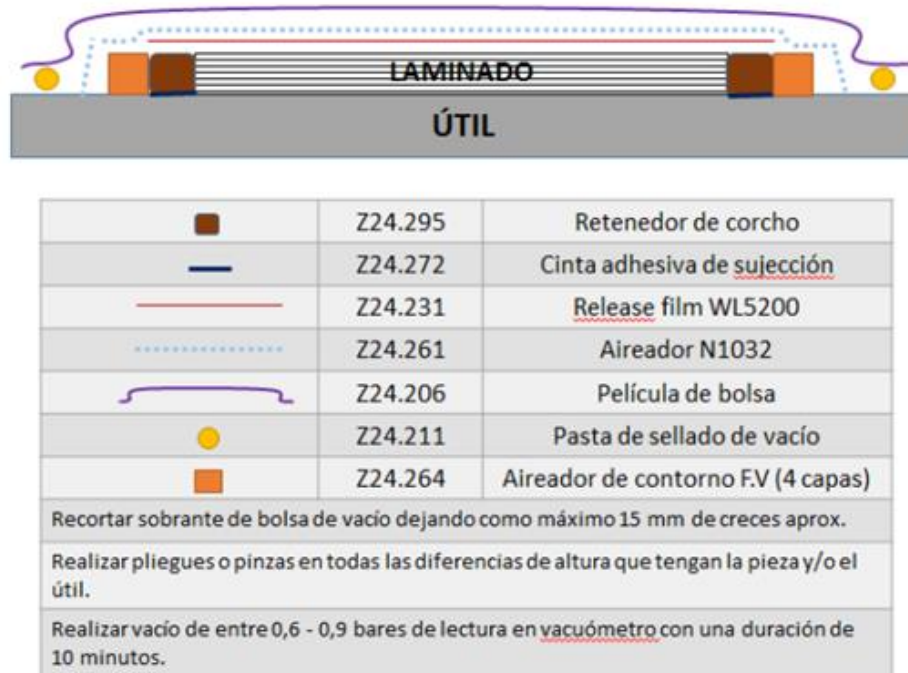 LAMINADO
ÚTIL
Z24.295 Retenedor de corcho
Z24.272 Cinta adhesiva de sujección
Z24.231 Release film WL5200
Z24.261 Aireador N1032
Z24.206 Película de bolsa
Z24.211 Pasta de sellado de vacío
Z24.264 Aireador de contorno F.V (4 capas)
Recortar sobrante de bolsa de vacío dejando como máximo 15 mm de creces aprox.
Realizar pliegues o pinzas en todas las diferencias de altura que tengan la pieza y/o el
útil.
Realizar vacío de entre 0,6 - 0,9 bares de lectura en vacuómetro con una duración de
10 minutos.